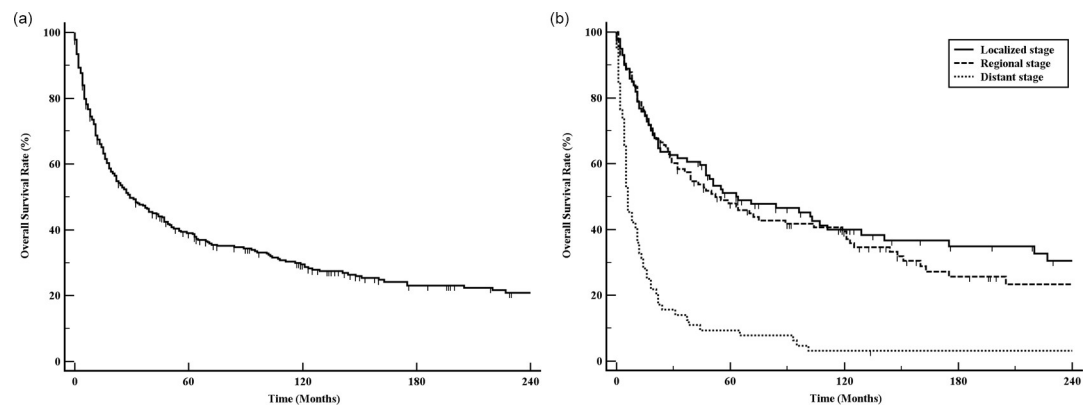 (a)
100
80
60
40
20
0
Overall Survival Rate (%)
0 60 120 180 240
Time (Months)
(b)
100
80
60
40
20
0
Overall Survival Rate (%)
0 60 120 180 240
Time (Months)
Localized stage
Regional stage
Distant stage